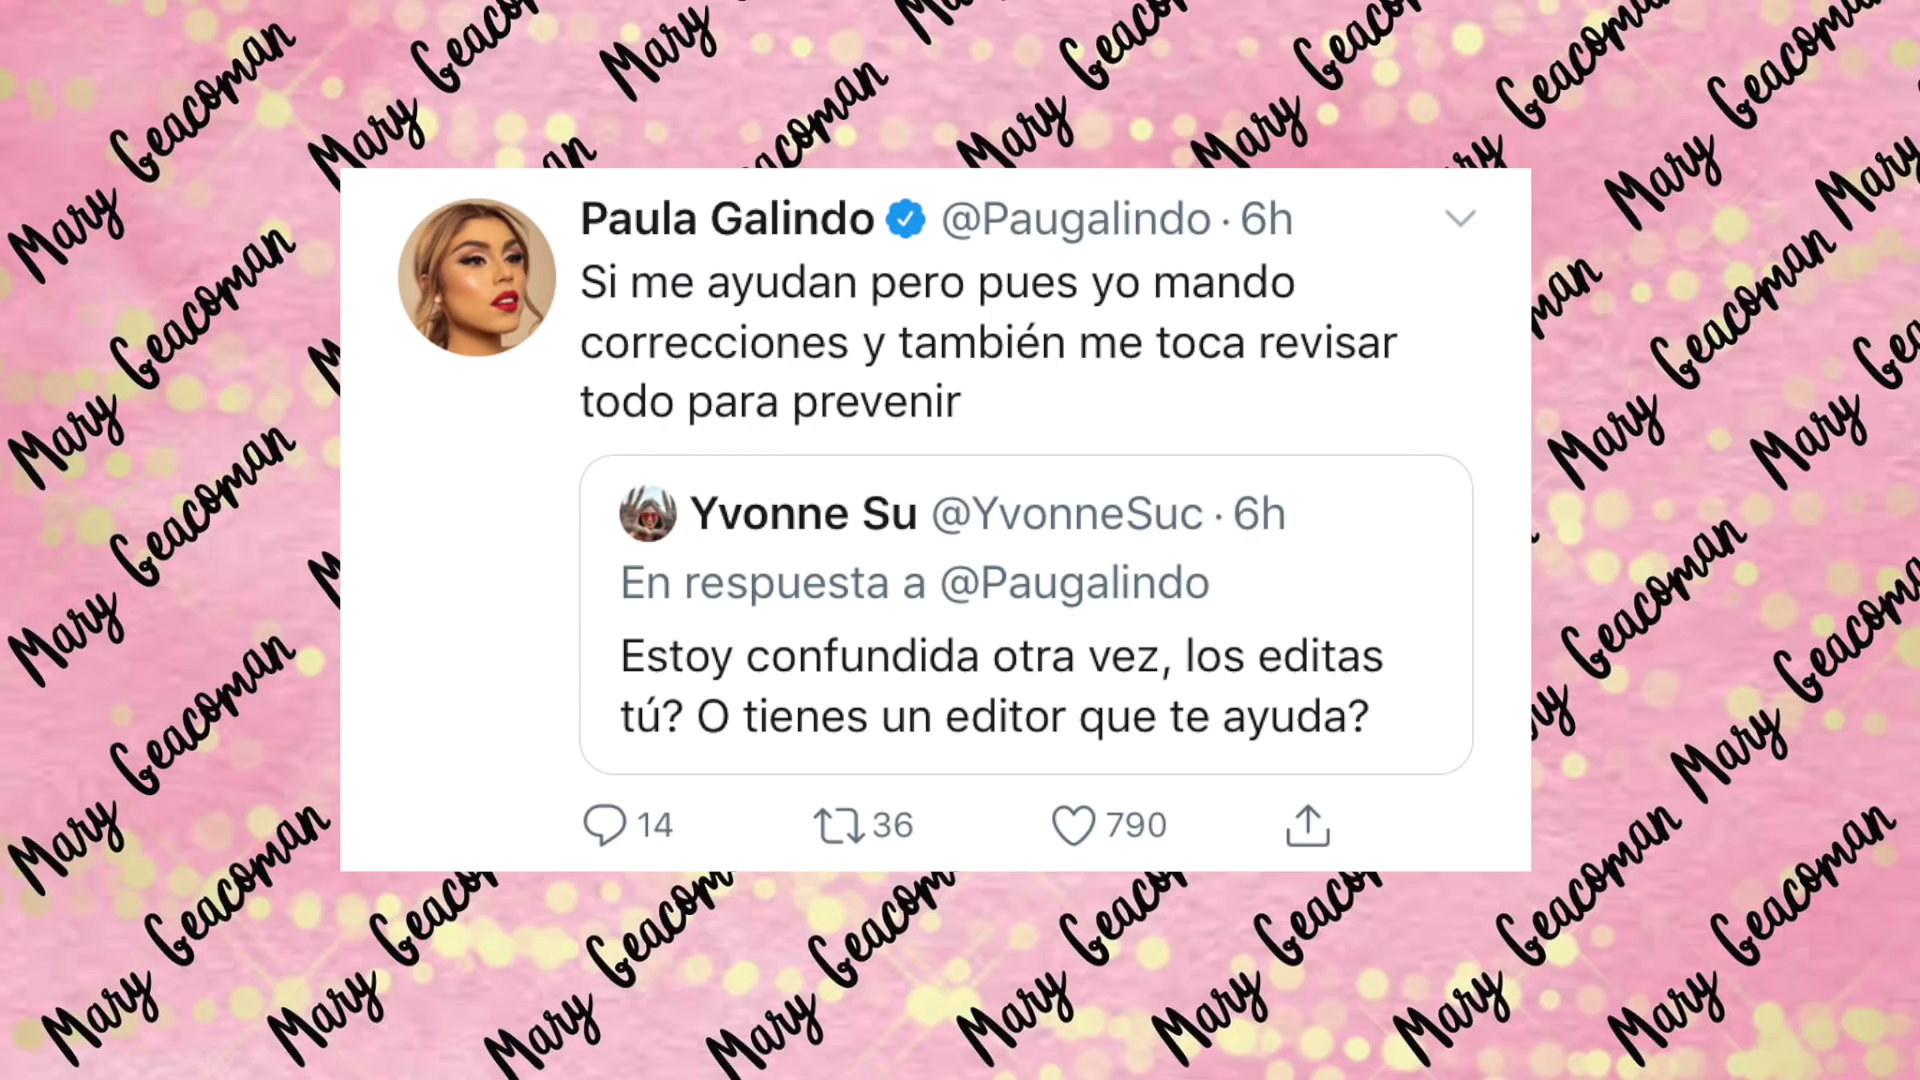 Mary Geacoman
Paula Galindo @Paugalindo · 6h
Si me ayudan pero pues yo mando
correcciones y también me toca revisar
todo para prevenir
Yvonne Su @YvonneSuc · 6h
En respuesta a @Paugalindo
Estoy confundida otra vez, los editas
tú? O tienes un editor que te ayuda?
14 36 790